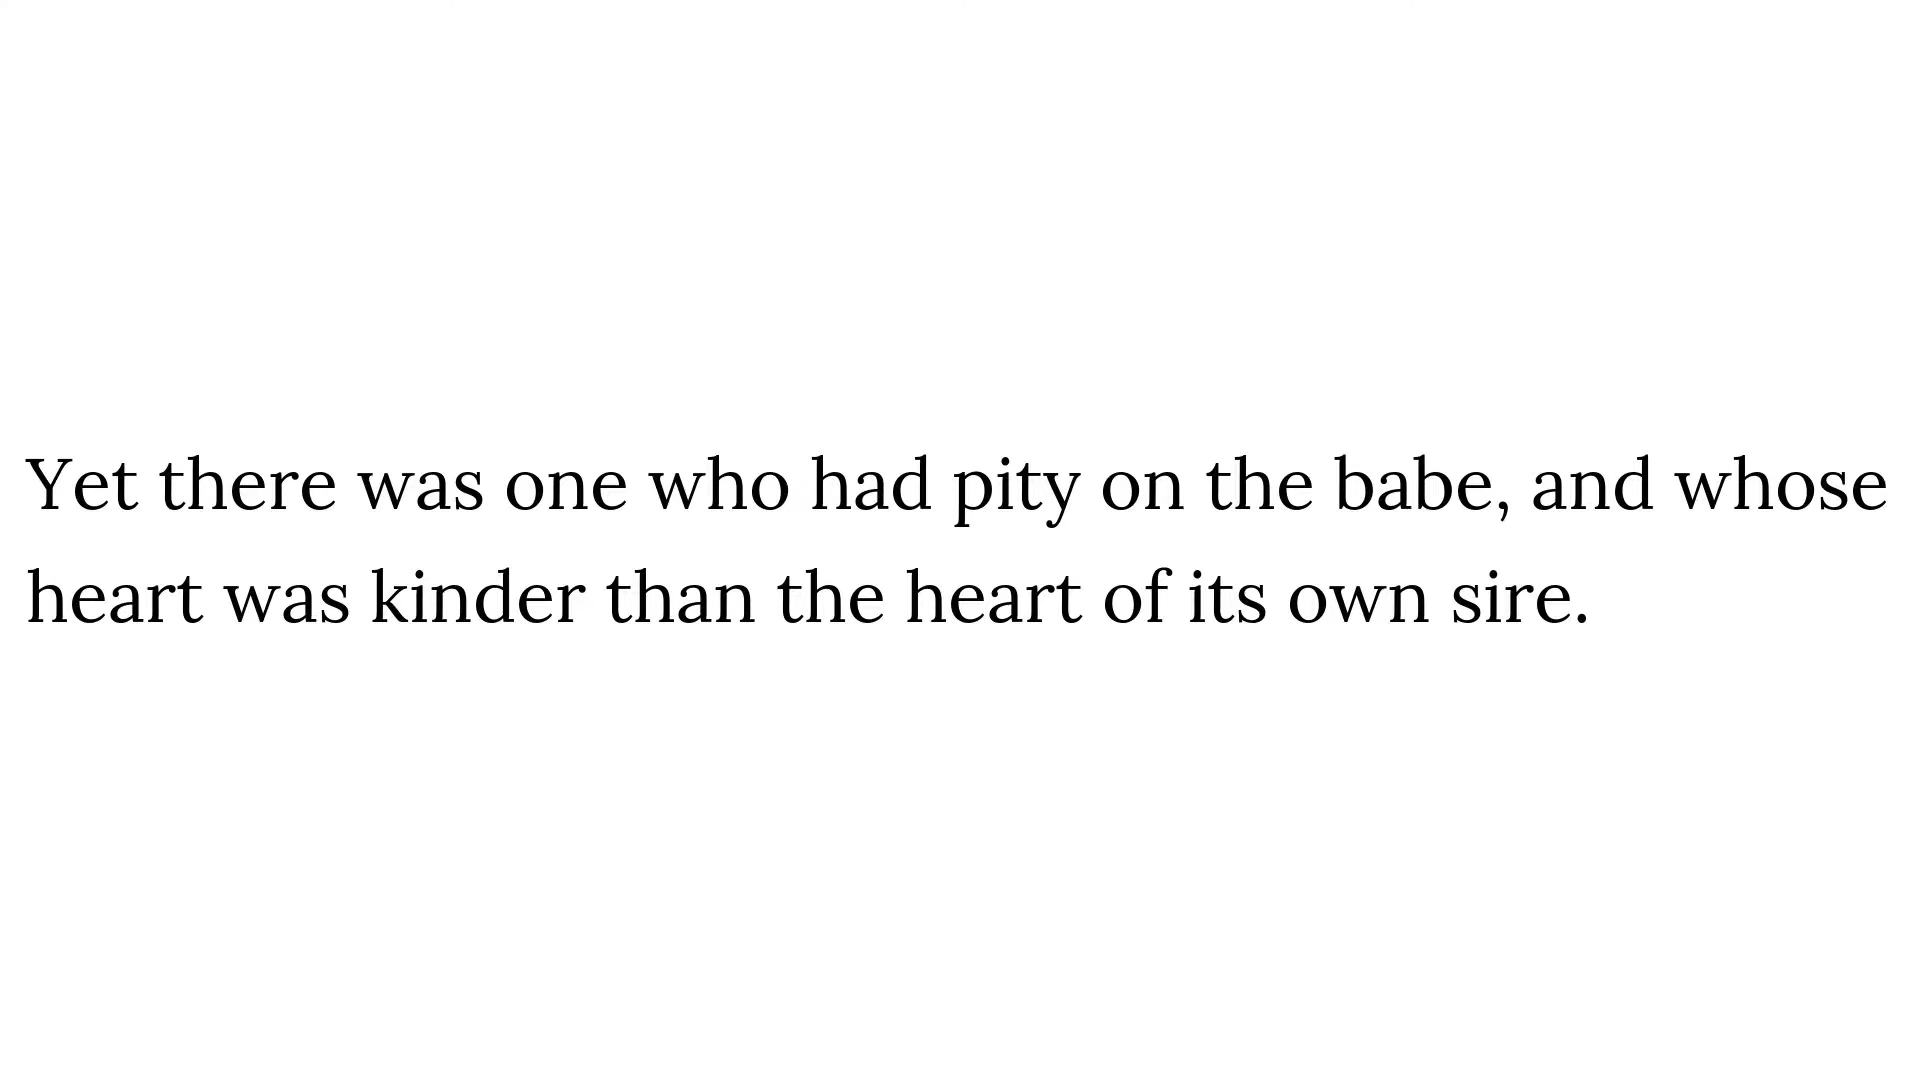 Yet there was one who had pity on the babe, and whose
heart was kinder than the heart of its own sire.